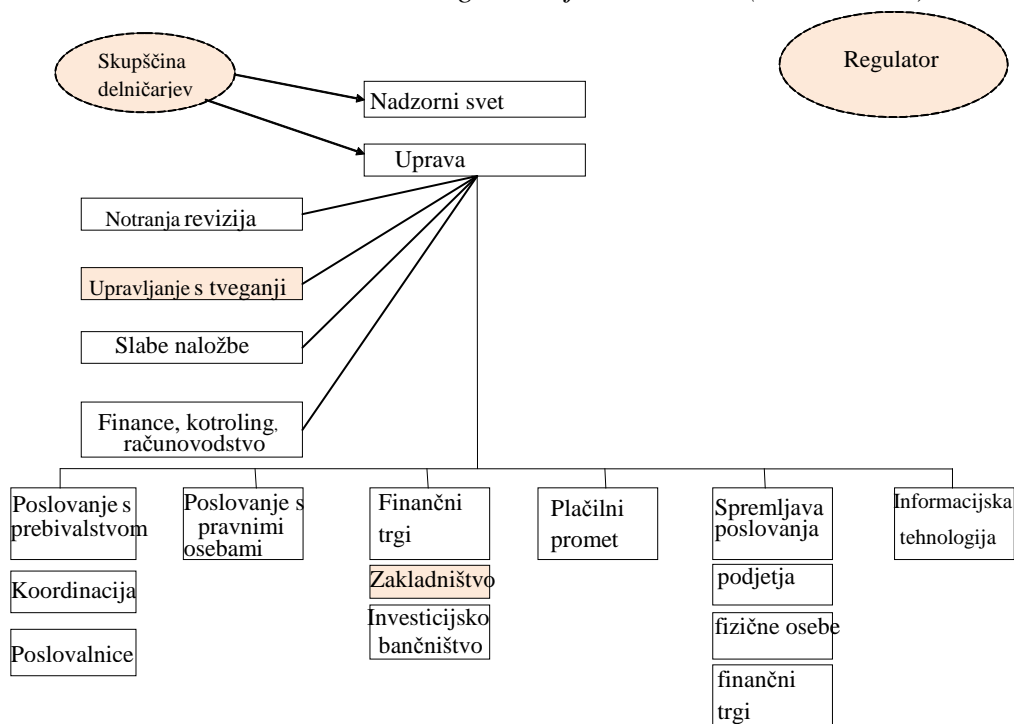 Skupščina
delničarjev
Regulator
Nadzorni svet
Uprava
Notranja revizija
Upravljanje s tveganji
Slabe naložbe
Finance, kotroling,
računovodstvo
Poslovanje s
prebivalstvom
Poslovanje s
pravnimi
osebami
Finančni
trgi
Plačilni
promet
Spremljava
poslovanja
Informacijska
tehnologija
Koordinacija
Zakladništvo
podjetja
Poslovalnice
Investicijsko
bančništvo
fizične osebe
finančni
trgi